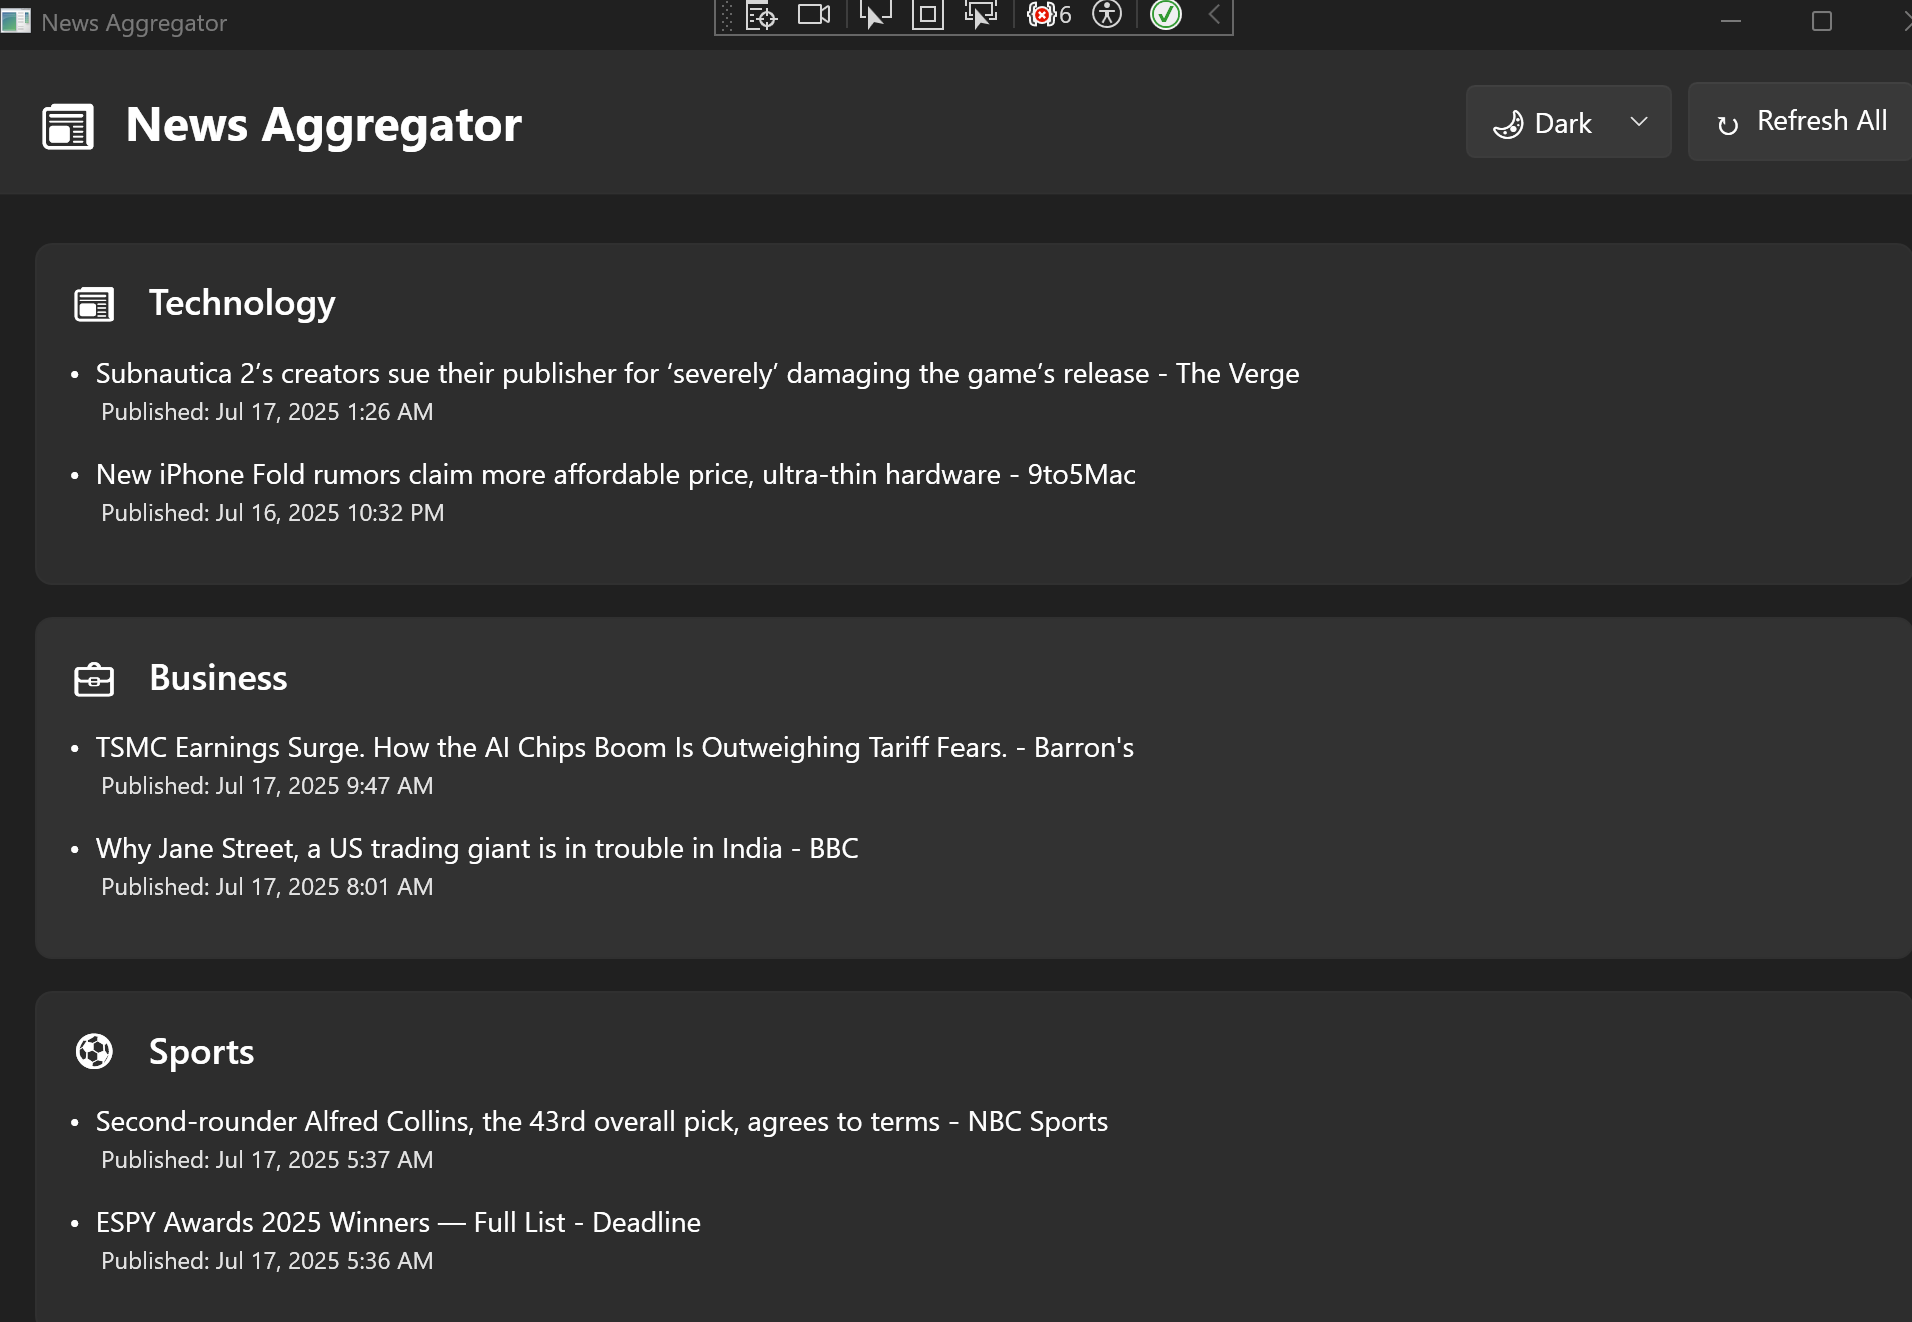 News Aggregator
6
News Aggregator
Dark
Refresh All
Technology
• Subnautica 2‘s creators sue their publisher for ‘severely’ damaging the game‘s release - The Verge
Published: Jul 17, 2025 1:26 AM
• New iPhone Fold rumors claim more affordable price, ultra-thin hardware - 9to5Mac
Published: Jul 16, 2025 10:32 PM
Business
• TSMC Earnings Surge. How the AI Chips Boom Is Outweighing Tariff Fears. - Barron's
Published: Jul 17, 2025 9:47 AM
• Why Jane Street, a US trading giant is in trouble in India - BBC
Published: Jul 17, 2025 8:01 AM
Sports
• Second-rounder Alfred Collins, the 43rd overall pick, agrees to terms - NBC Sports
Published: Jul 17, 2025 5:37 AM
• ESPY Awards 2025 Winners — Full List - Deadline
Published: Jul 17, 2025 5:36 AM